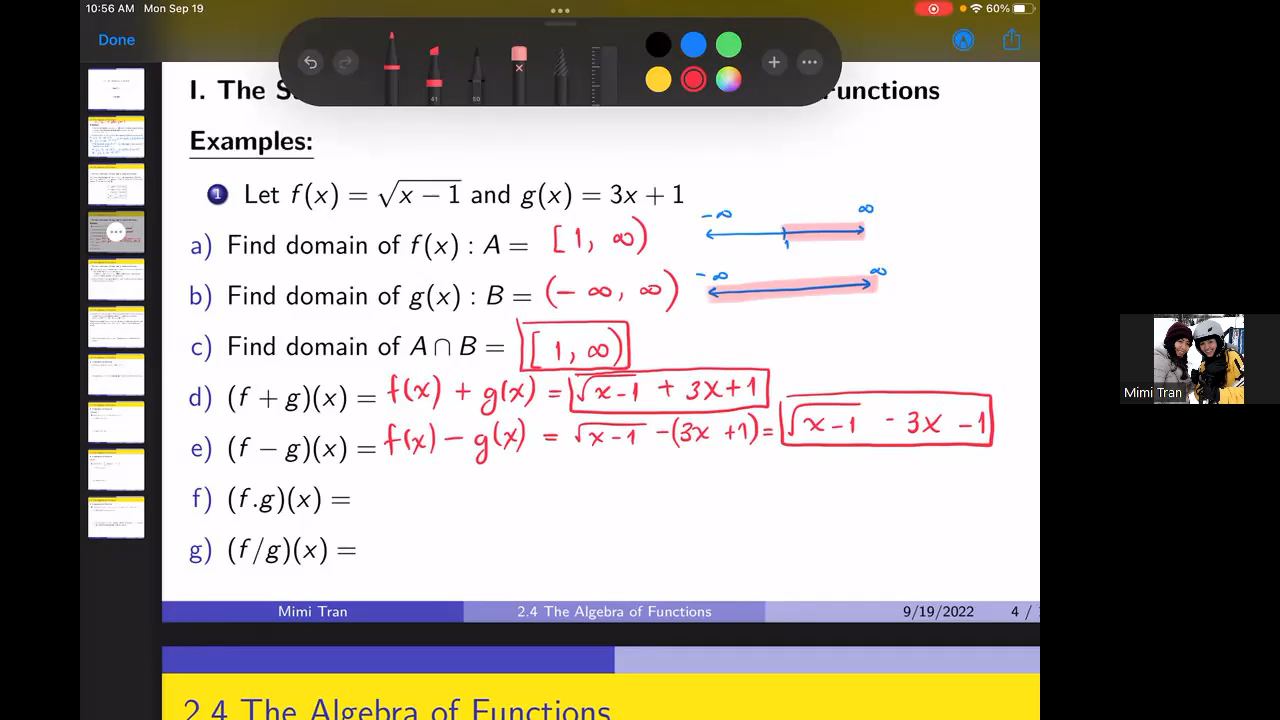 10:56 AM Mon Sep 19
60%
Done
41
50
I. The S
Functions
Examples:
1 Let f(x) = √(x − 1) and g(x) = 3x + 1
-∞ ∞
1
a) Find domain of f(x) : A = [1, ∞)
-∞ ∞
b) Find domain of g(x) : B = (-∞, ∞)
c) Find domain of A ∩ B = [1, ∞)
d) (f + g)(x) = f(x) + g(x) = √(x-1) + 3x+1
e) (f − g)(x) = f(x) - g(x) = √(x-1) -(3x +1) = √(x-1) - 3x -1
f) (f.g)(x) =
g) (f/g)(x) =
Mimi Tran 2.4 The Algebra of Functions 9/19/2022 4 /
2.4 The Algebra of Functions
Mimi Tran